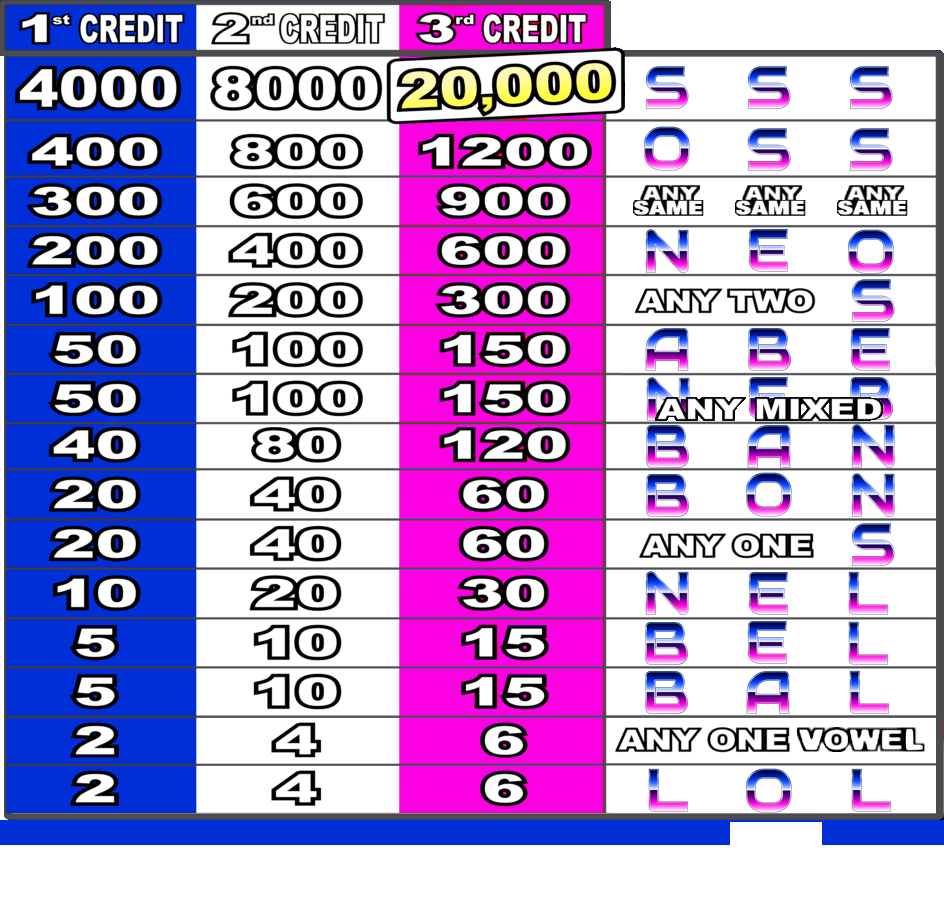 1st CREDIT 2nd CREDIT 3rd CREDIT
4000 8000 20,000 S S S
400 800 1200 O S S
300 600 900 ANY SAME ANY SAME ANY SAME
200 400 600 N E O
100 200 300 ANY TWO S
50 100 150 A B E
50 100 150 N E B ANY MIXED
40 80 120 B A N
20 40 60 B O N
20 40 60 ANY ONE S
10 20 30 N E L
5 10 15 B E L
5 10 15 B A L
2 4 6 ANY ONE VOWEL
2 4 6 L O L